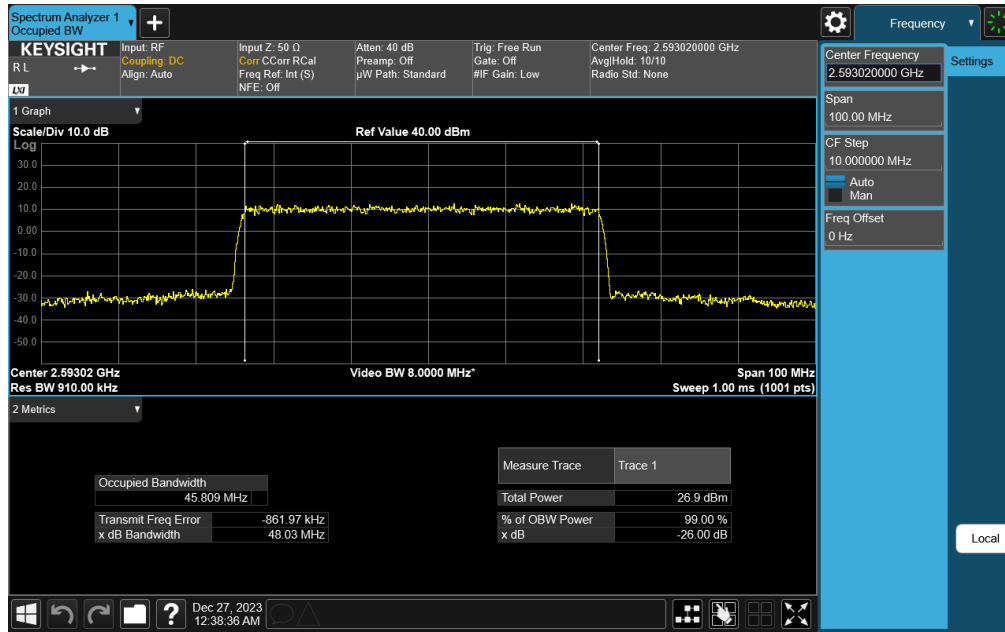 Spectrum Analyzer 1
Occupied BW
Frequency
KEYSIGHT
R L
LXI
Input: RF
Coupling: DC
Align: Auto
Input Z: 50 Ω
Corr CCorr RCal
Freq Ref: Int (S)
NFE: Off
Atten: 40 dB
Preamp: Off
µW Path: Standard
Trig: Free Run
Gate: Off
#IF Gain: Low
Center Freq: 2.593020000 GHz
Avg|Hold: 10/10
Radio Std: None
Center Frequency
2.593020000 GHz
Settings
Span
100.00 MHz
CF Step
10.000000 MHz
Auto
Man
Freq Offset
0 Hz
Local
1 Graph
Scale/Div 10.0 dB
Ref Value 40.00 dBm
Log
30.0
20.0
10.0
0.00
-10.0
-20.0
-30.0
-40.0
-50.0
Center 2.59302 GHz
Video BW 8.0000 MHz*
Span 100 MHz
Res BW 910.00 kHz
Sweep 1.00 ms (1001 pts)
2 Metrics
Occupied Bandwidth
45.809 MHz
Transmit Freq Error -861.97 kHz
x dB Bandwidth 48.03 MHz
Measure Trace Trace 1
Total Power 26.9 dBm
% of OBW Power 99.00 %
x dB -26.00 dB
Dec 27, 2023
12:38:36 AM